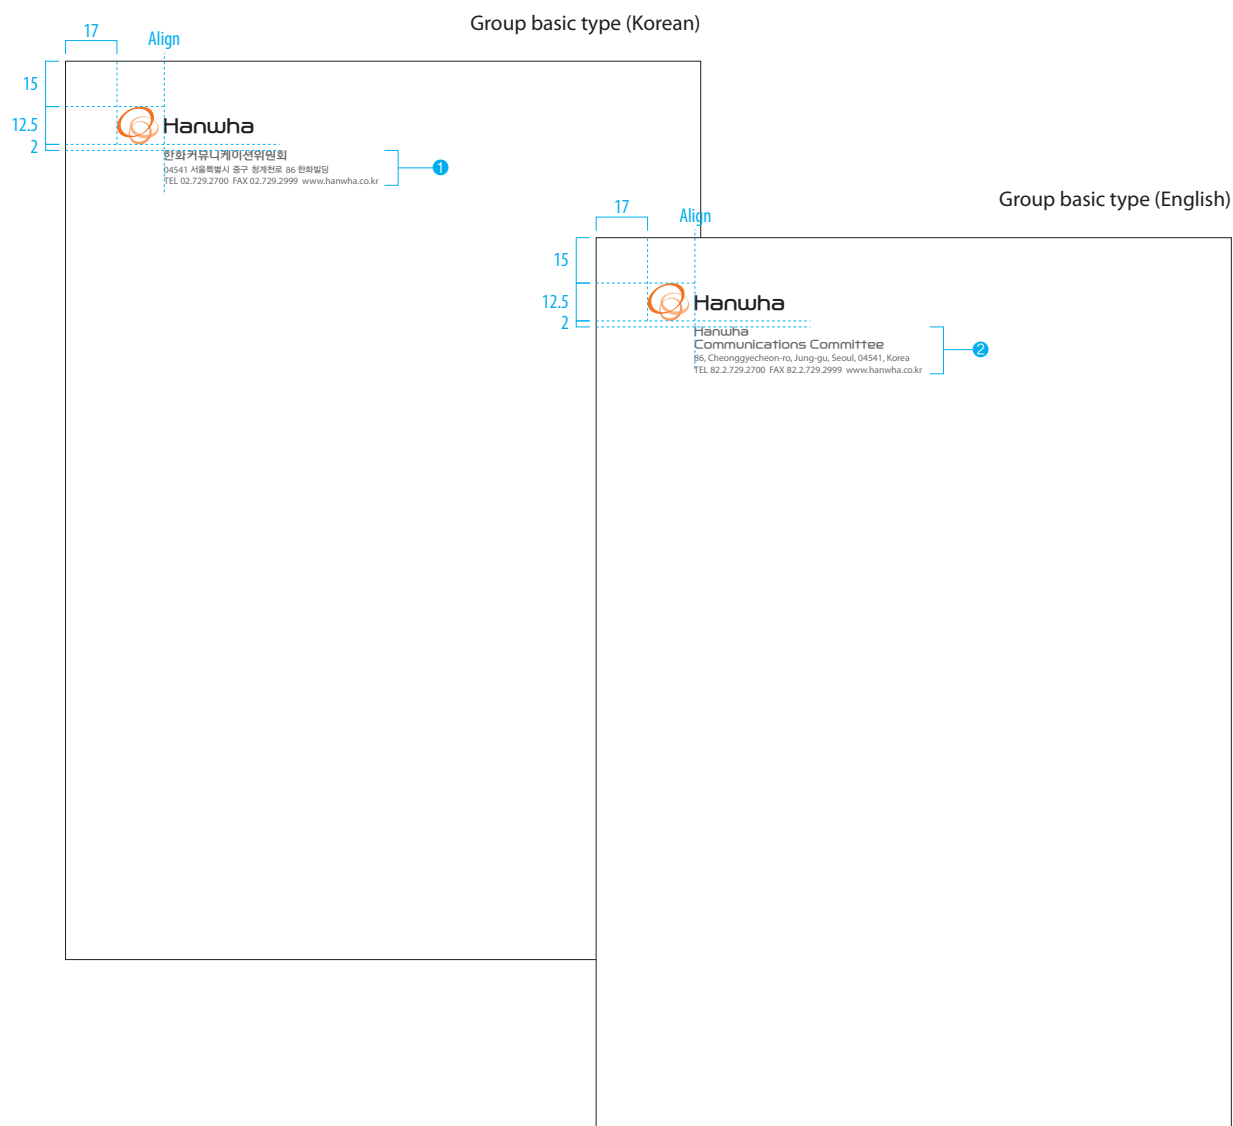 Group basic type (Korean)
17
Align
15
12.5
2
Hanwha
한화커뮤니케이션위원회
04541 서울특별시 중구 청계천로 86 한화빌딩
TEL 02.729.2700 FAX 02.729.2999 www.hanwha.co.kr
1
Group basic type (English)
17
Align
15
12.5
2
Hanwha
Hanwha
Communications Committee
86, Cheonggyecheon-ro, Jung-gu, Seoul, 04541, Korea
TEL 82.2.729.2700 FAX 82.2.729.2999 www.hanwha.co.kr
2